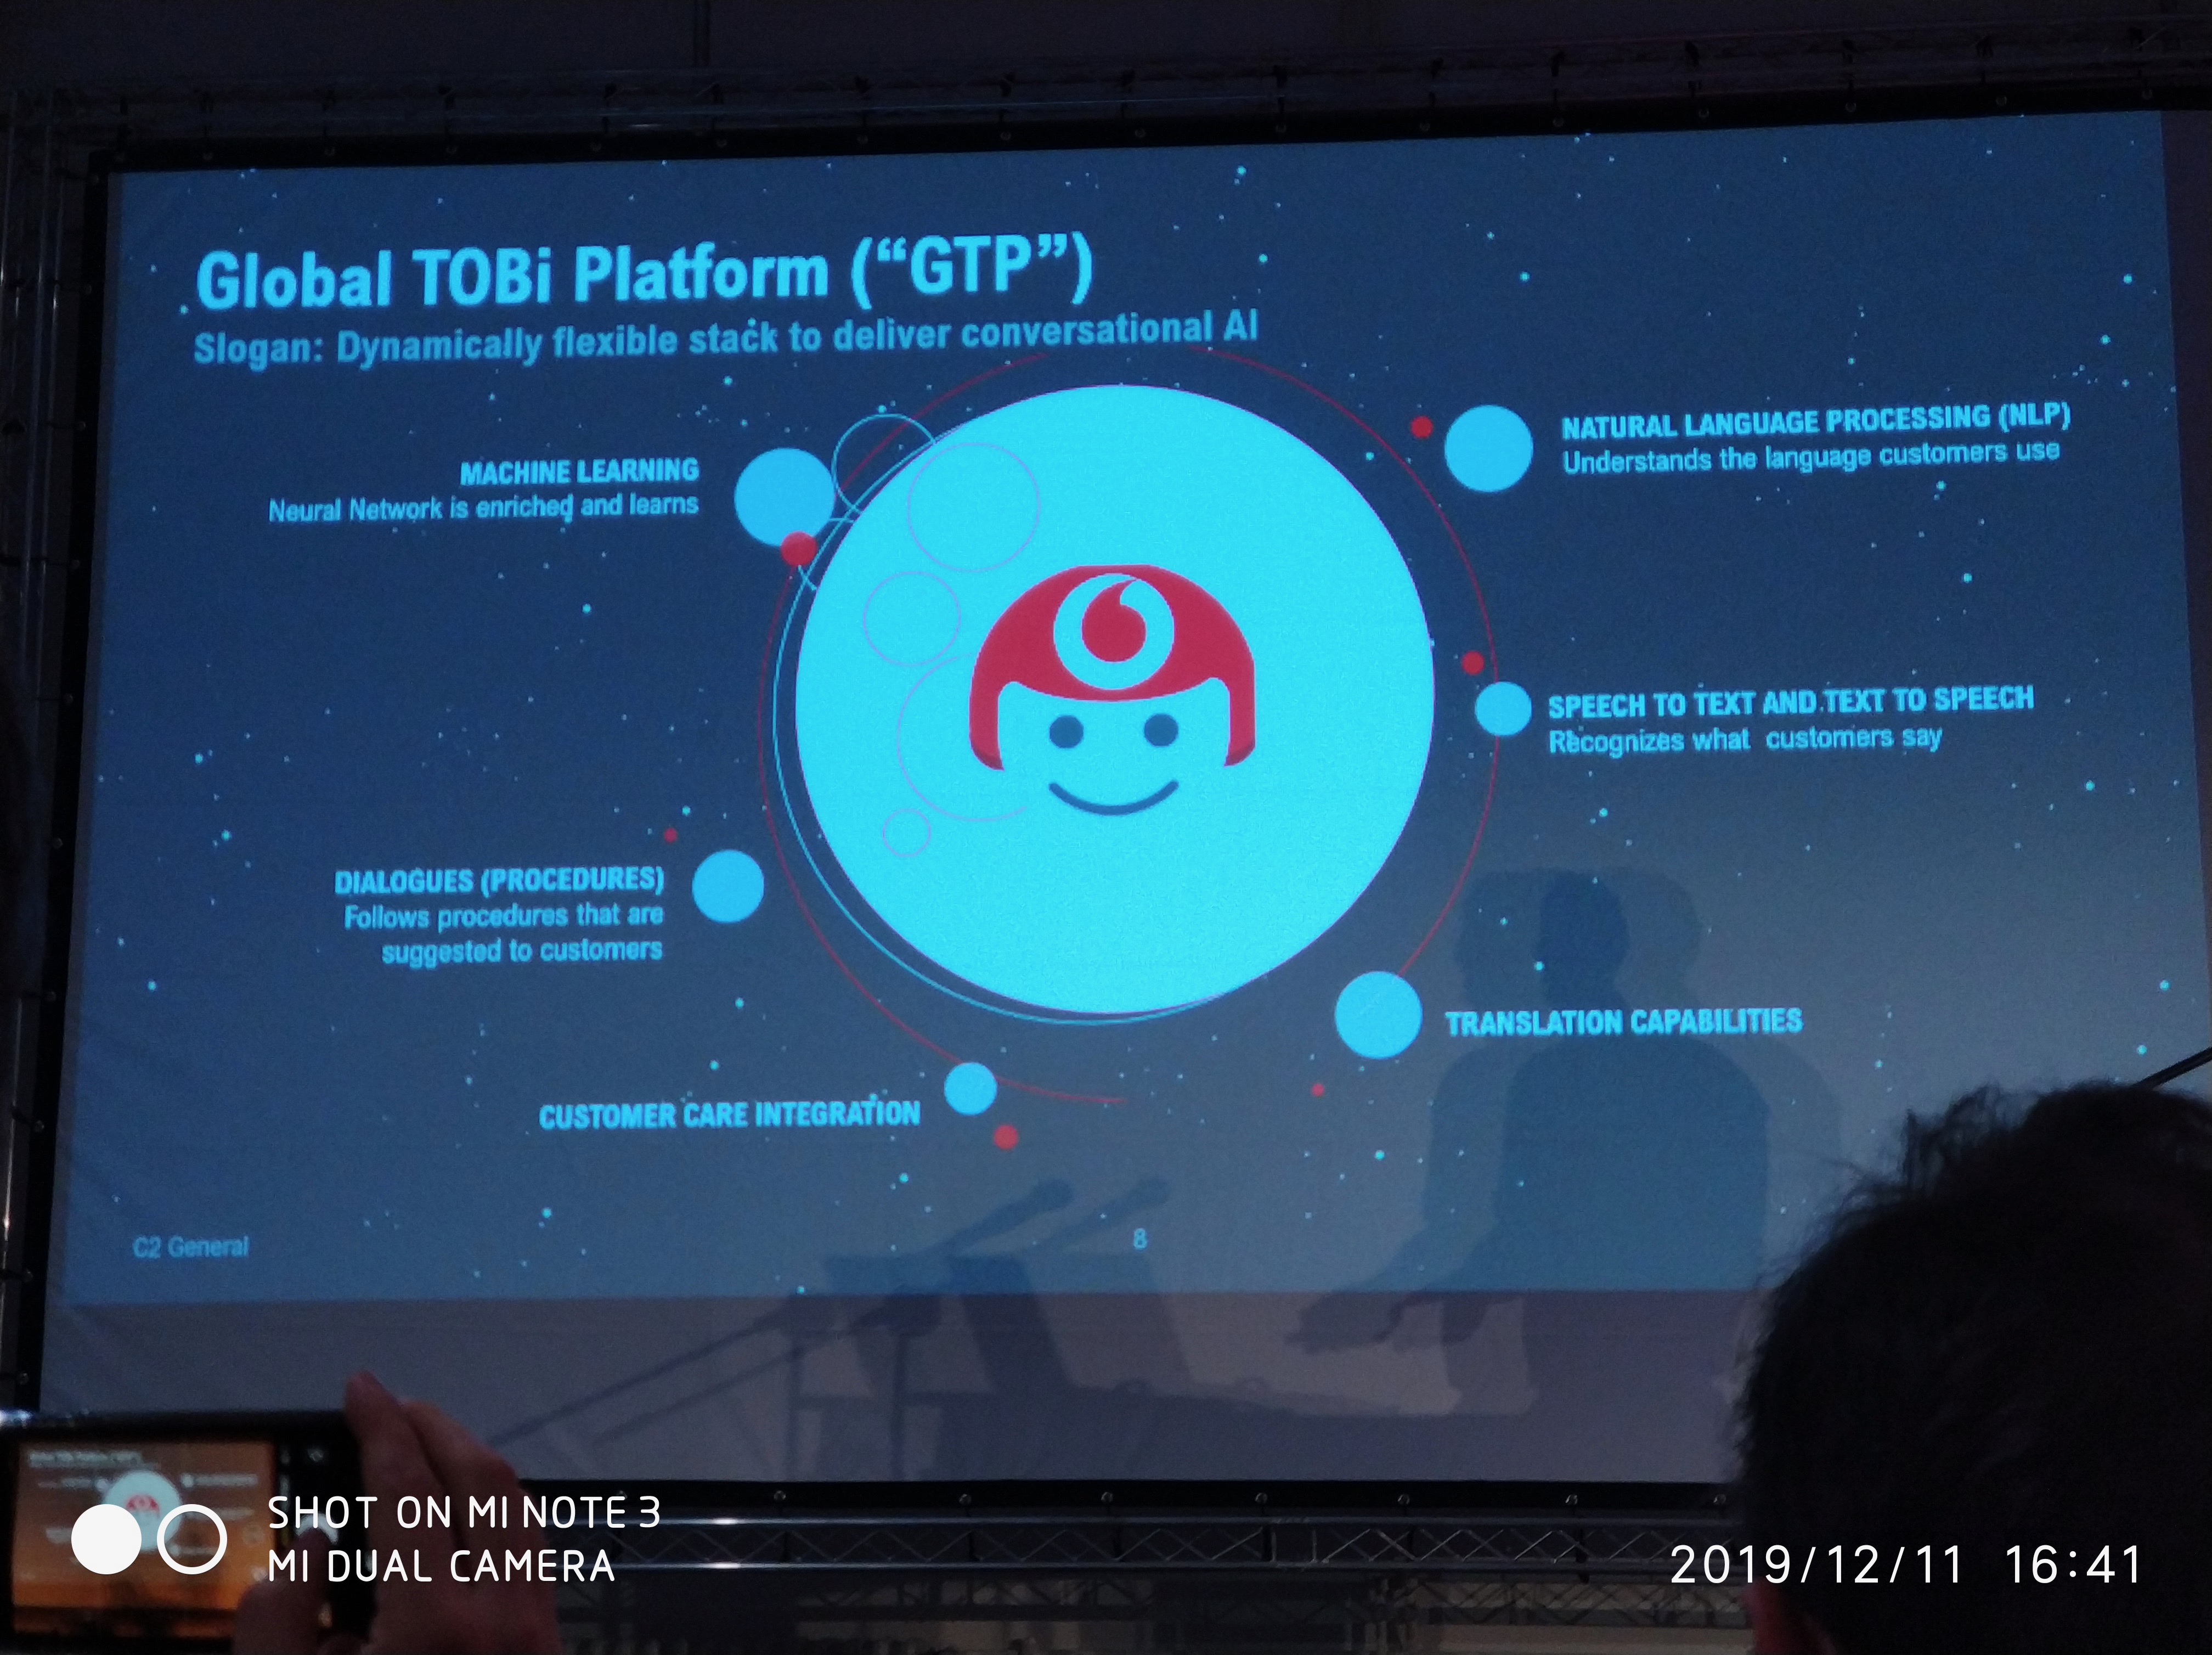 Global TOBi Platform (“GTP”)
Slogan: Dynamically flexible stack to deliver conversational AI
MACHINE LEARNING
Neural Network is enriched and learns
NATURAL LANGUAGE PROCESSING (NLP)
Understands the language customers use
SPEECH TO TEXT AND TEXT TO SPEECH
Recognizes what customers say
DIALOGUES (PROCEDURES)
Follows procedures that are
suggested to customers
TRANSLATION CAPABILITIES
CUSTOMER CARE INTEGRATION
C2 General
8
SHOT ON MI NOTE 3
MI DUAL CAMERA
2019/12/11 16:41